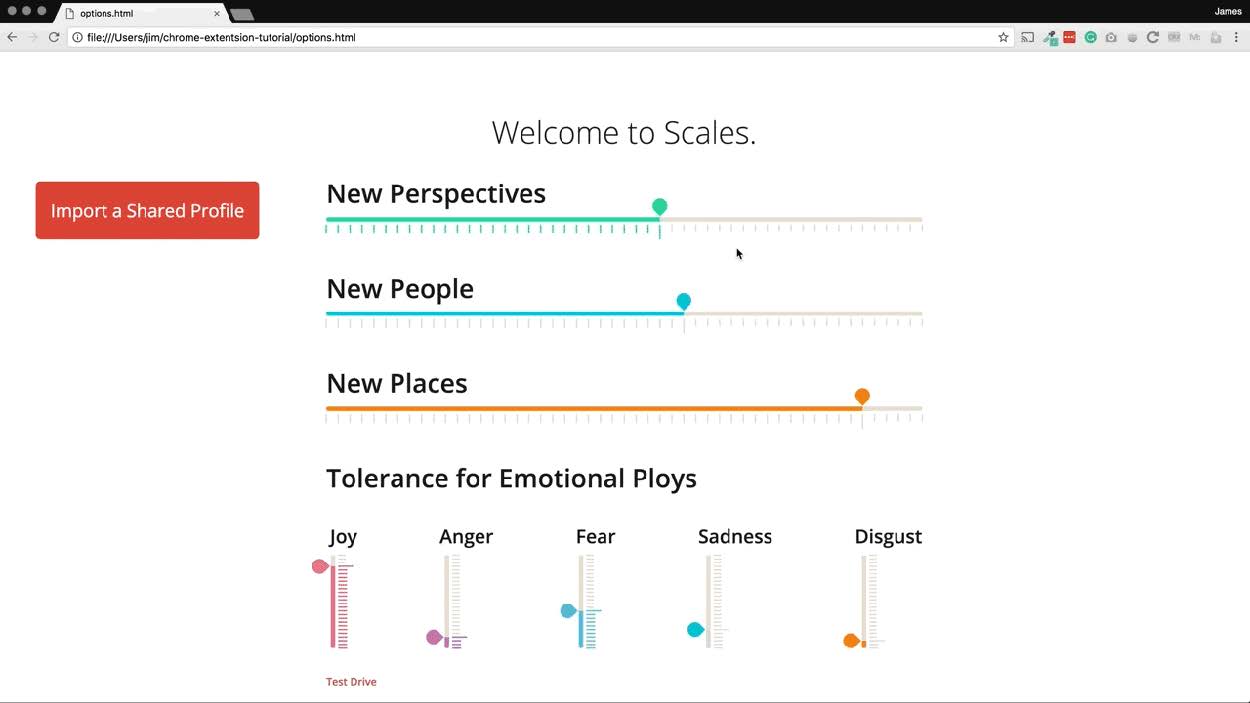 options.html
James
file:///Users/jim/chrome-extentsion-tutorial/options.html
Welcome to Scales.
Import a Shared Profile
New Perspectives
New People
New Places
Tolerance for Emotional Ploys
Joy Anger Fear Sadness Disgust
Test Drive